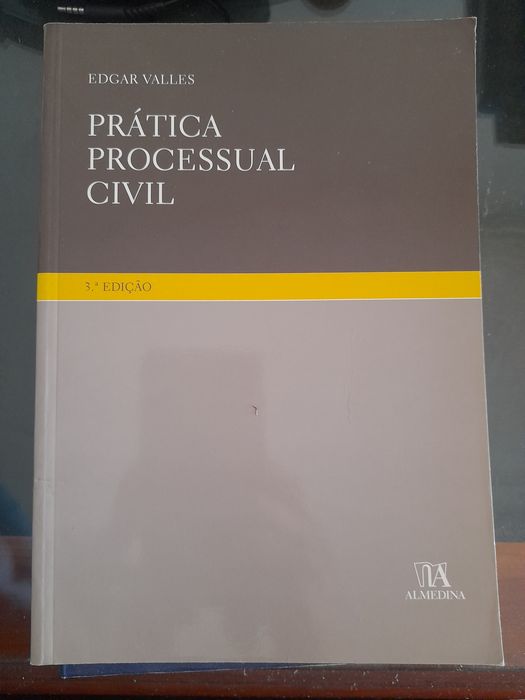 EDGAR VALLES
PRÁTICA
PROCESSUAL
CIVIL
3.ª EDIÇÃO
ALMEDINA